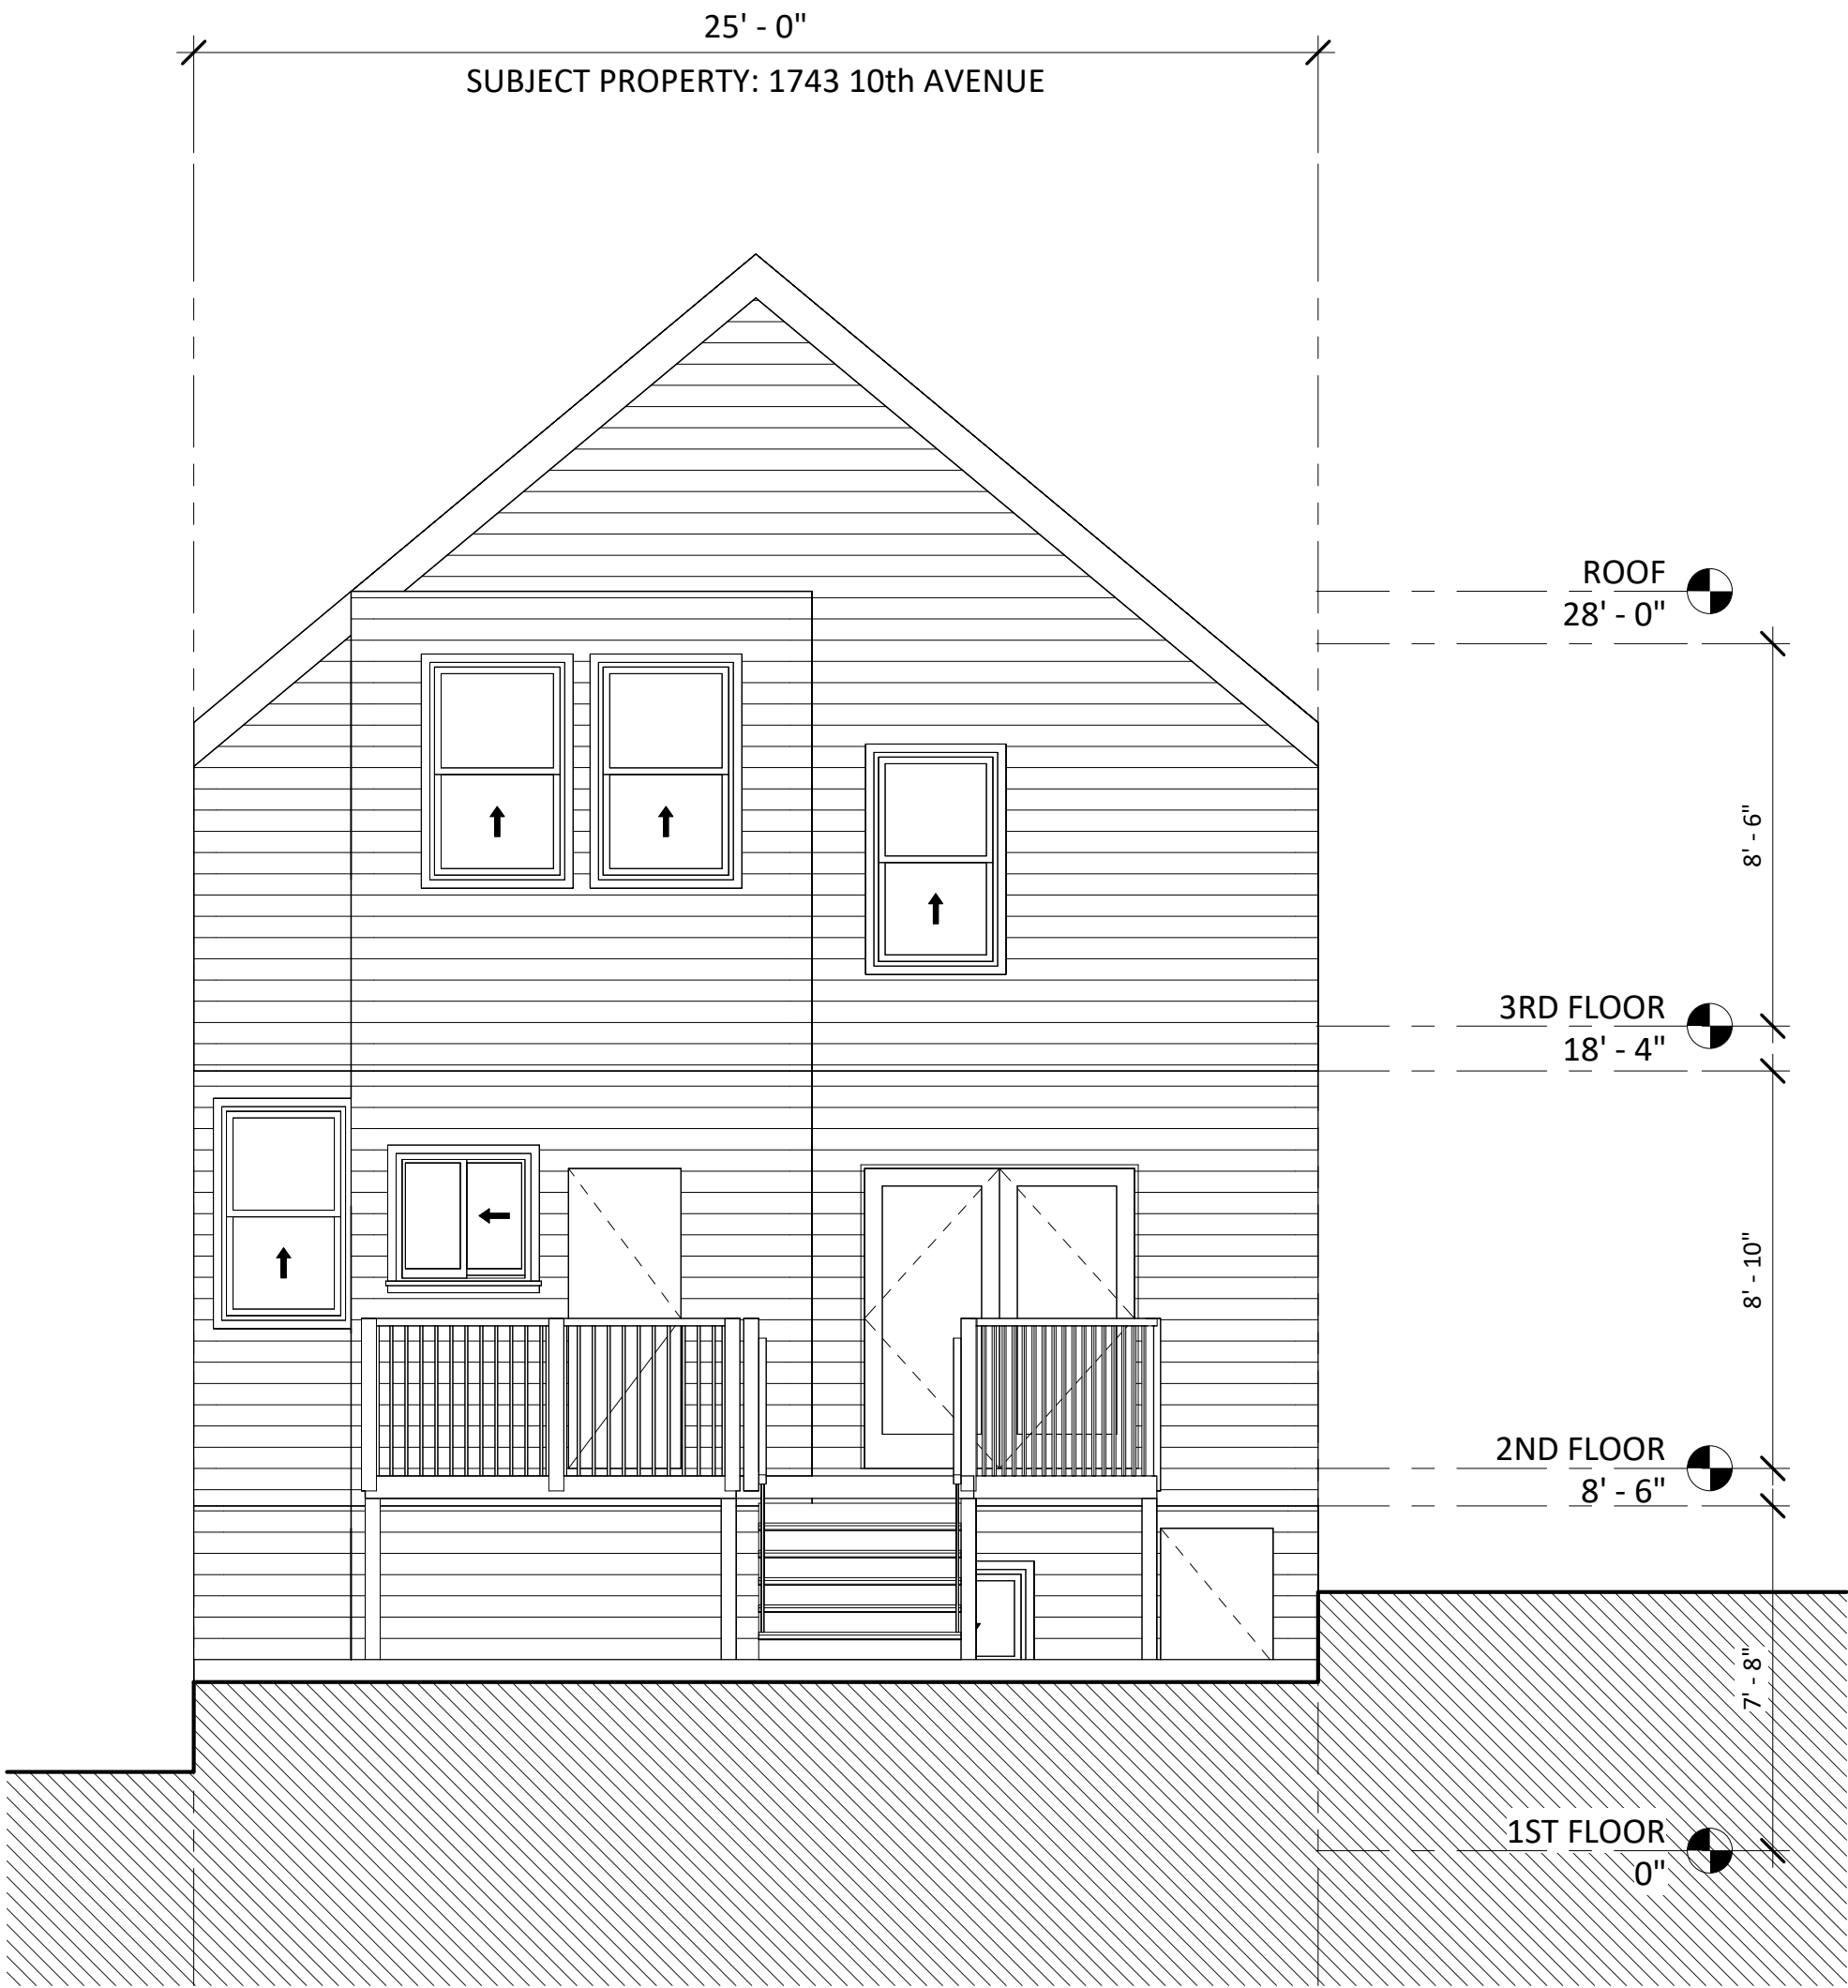 25' - 0"
SUBJECT PROPERTY: 1743 10th AVENUE
ROOF
28' - 0"
8' - 6"
3RD FLOOR
18' - 4"
8' - 10"
2ND FLOOR
8' - 6"
7' - 8"
1ST FLOOR
0"